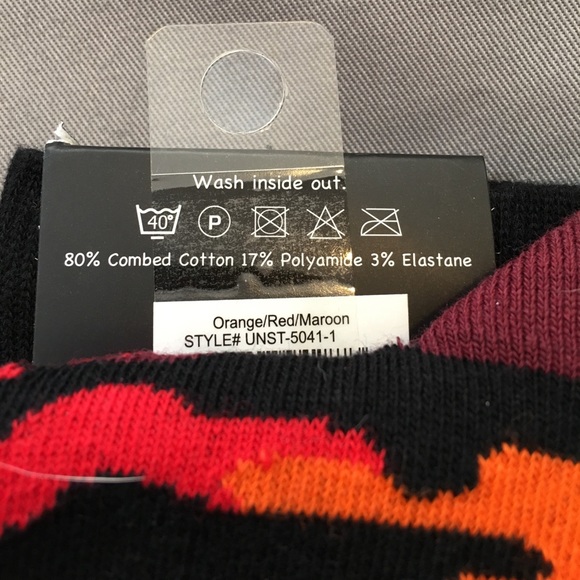 Wash inside out.
40° P
80% Combed Cotton 17% Polyamide 3% Elastane
Orange/Red/Maroon
STYLE# UNST-5041-1